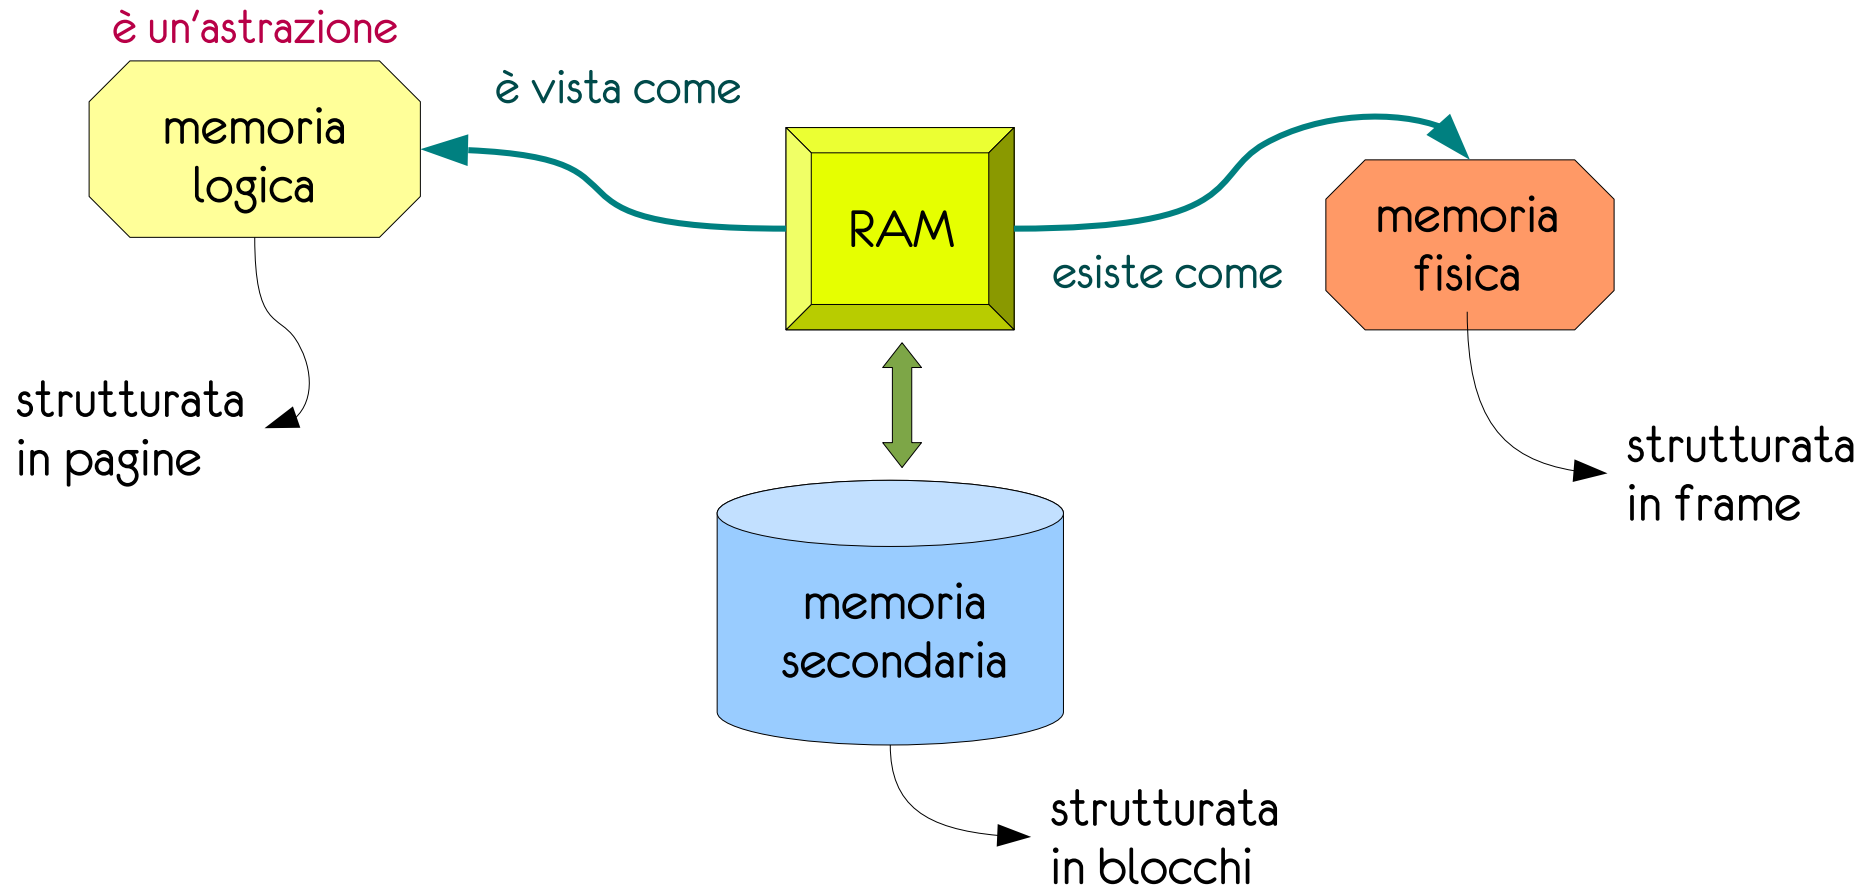 è un'astrazione
è vista come
memoria
logica
RAM
esiste come
memoria
fisica
strutturata
in pagine
strutturata
in frame
memoria
secondaria
strutturata
in blocchi